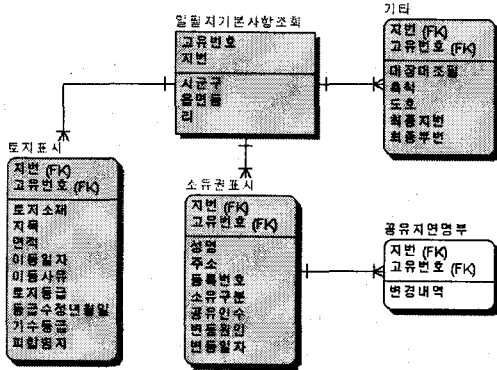 일필지기본사항조회
고유번호
지번
시군구
읍면동
리
기타
지번 (FK)
고유번호 (FK)
대장대조필
축척
도호
최종지번
최종부번
토지표시
지번 (FK)
고유번호 (FK)
토지소재
지목
면적
이동일자
이동사유
토지등급
등급수정년월일
기수등급
피합병지
소유권표시
지번 (FK)
고유번호 (FK)
성명
주소
등록번호
소유구분
공유인수
변동원인
변동일자
공유지연명부
지번 (FK)
고유번호 (FK)
변경내역